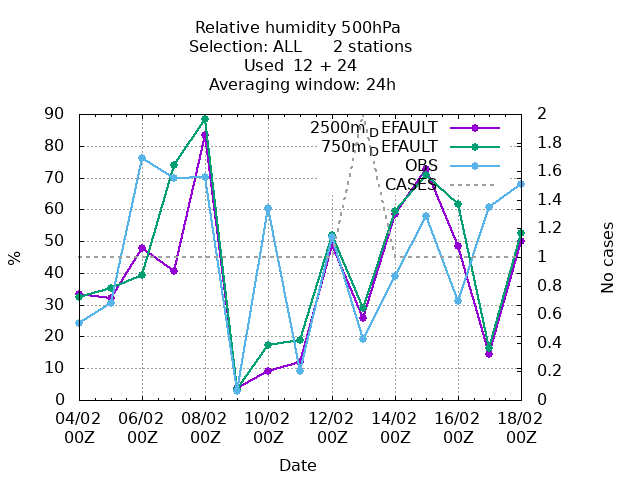 Relative humidity 500hPa
Selection: ALL      2 stations
Used  12 + 24
Averaging window: 24h
90 2
2500m_DEFAULT
80 1.8
750m_DEFAULT
OBS
70 1.6
CASES
60 1.4
50 1.2
% 1 No cases
40 0.8
30 0.6
20 0.4
10 0.2
0 0
04/02 06/02 08/02 10/02 12/02 14/02 16/02 18/02
00Z 00Z 00Z 00Z 00Z 00Z 00Z 00Z
Date